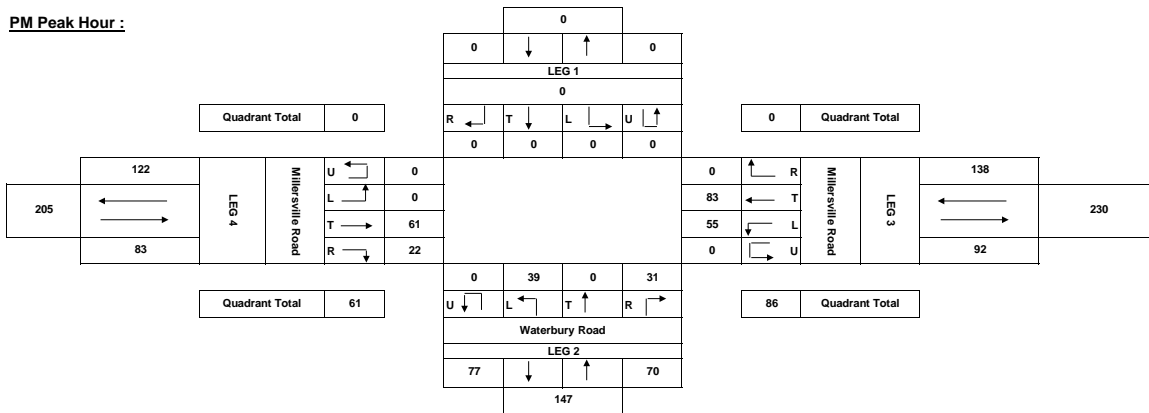 PM Peak Hour :
0
0 0
LEG 1
0
Quadrant Total 0
R T L U
0 Quadrant Total
0 0 0 0
122
U 0
0 R
138
205
LEG 4
Millersville Road
L 0
83 T
Millersville Road
LEG 3
230
T 61
55 L
83
R 22
0 U
92
0 39 0 31
Quadrant Total 61
U L T R
86 Quadrant Total
Waterbury Road
LEG 2
77 70
147